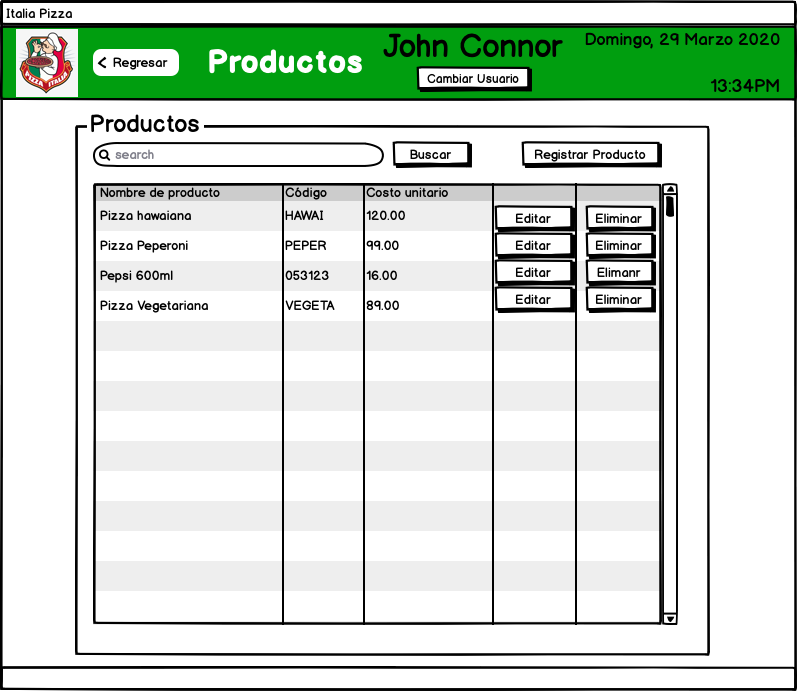 Italia Pizza
PIZZA ITALIA
Regresar
Productos
John Connor
Cambiar Usuario
Domingo, 29 Marzo 2020
13:34PM
Productos
search
Buscar
Registrar Producto
Nombre de producto Código Costo unitario
Pizza hawaiana HAWAI 120.00 Editar Eliminar
Pizza Peperoni PEPER 99.00 Editar Eliminar
Pepsi 600ml 053123 16.00 Editar Elimanr
Pizza Vegetariana VEGETA 89.00 Editar Eliminar